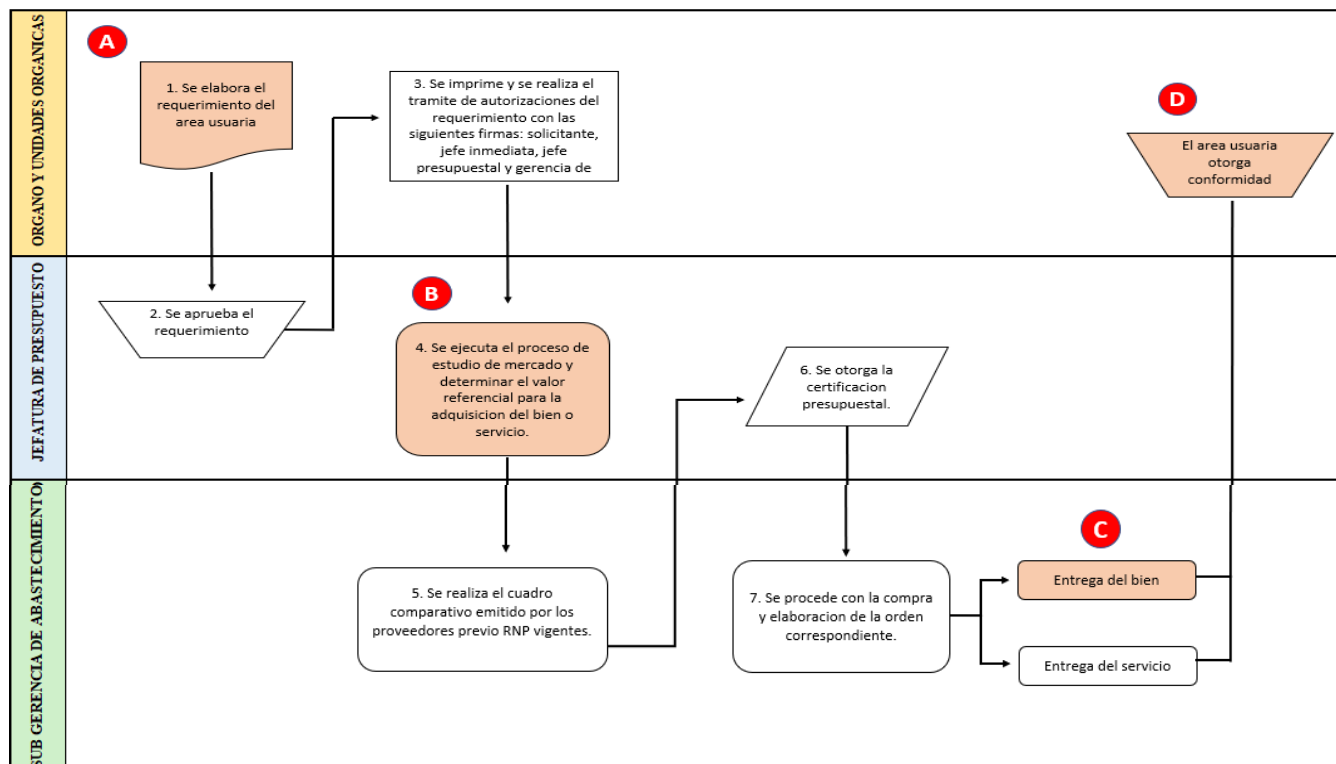 ORGANO Y UNIDADES ORGANICAS
A
1. Se elabora el
requerimiento del
area usuaria
3. Se imprime y se realiza el
tramite de autorizaciones del
requerimiento con las
siguientes firmas: solicitante,
jefe inmediata, jefe
presupuestal y gerencia de
D
El area usuaria
otorga
conformidad
JEFATURA DE PRESUPUESTO
2. Se aprueba el
requerimiento
B
4. Se ejecuta el proceso de
estudio de mercado y
determinar el valor
referencial para la
adquisicion del bien o
servicio.
6. Se otorga la
certificacion
presupuestal.
SUB GERENCIA DE ABASTECIMIENTO
5. Se realiza el cuadro
comparativo emitido por los
proveedores previo RNP vigentes.
7. Se procede con la compra
y elaboracion de la orden
correspondiente.
C
Entrega del bien
Entrega del servicio